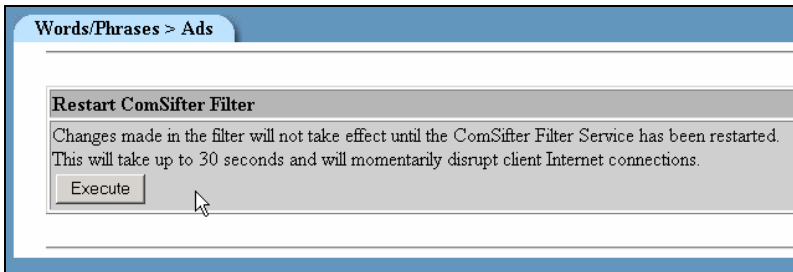 Words/Phrases > Ads
Restart ComSifter Filter
Changes made in the filter will not take effect until the ComSifter Filter Service has been restarted.
This will take up to 30 seconds and will momentarily disrupt client Internet connections.
Execute